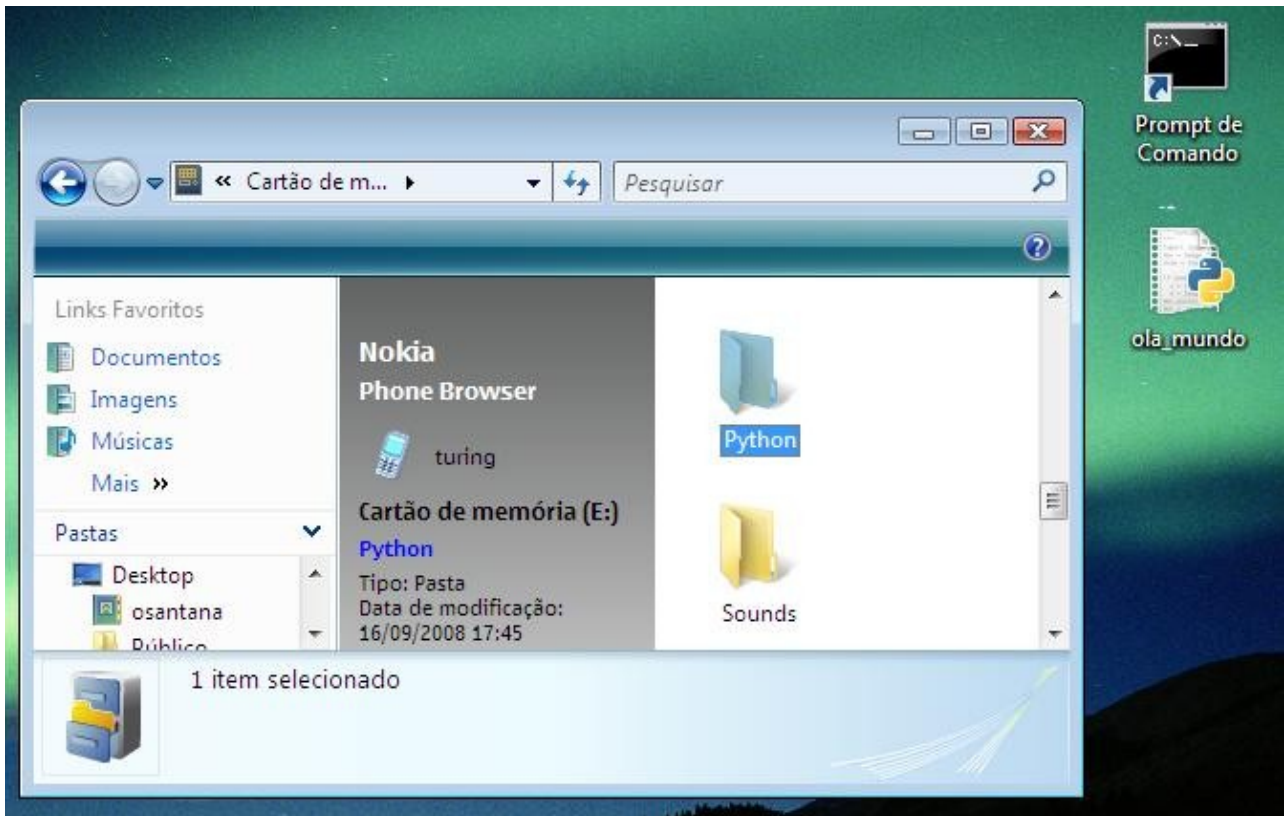 C:\_
Prompt de
Comando
ola_mundo
« Cartão de m...
Pesquisar
Links Favoritos
Documentos
Imagens
Músicas
Mais »
Pastas
Desktop
osantana
Público
Nokia
Phone Browser
turing
Cartão de memória (E:)
Python
Tipo: Pasta
Data de modificação:
16/09/2008 17:45
Python
Sounds
1 item selecionado